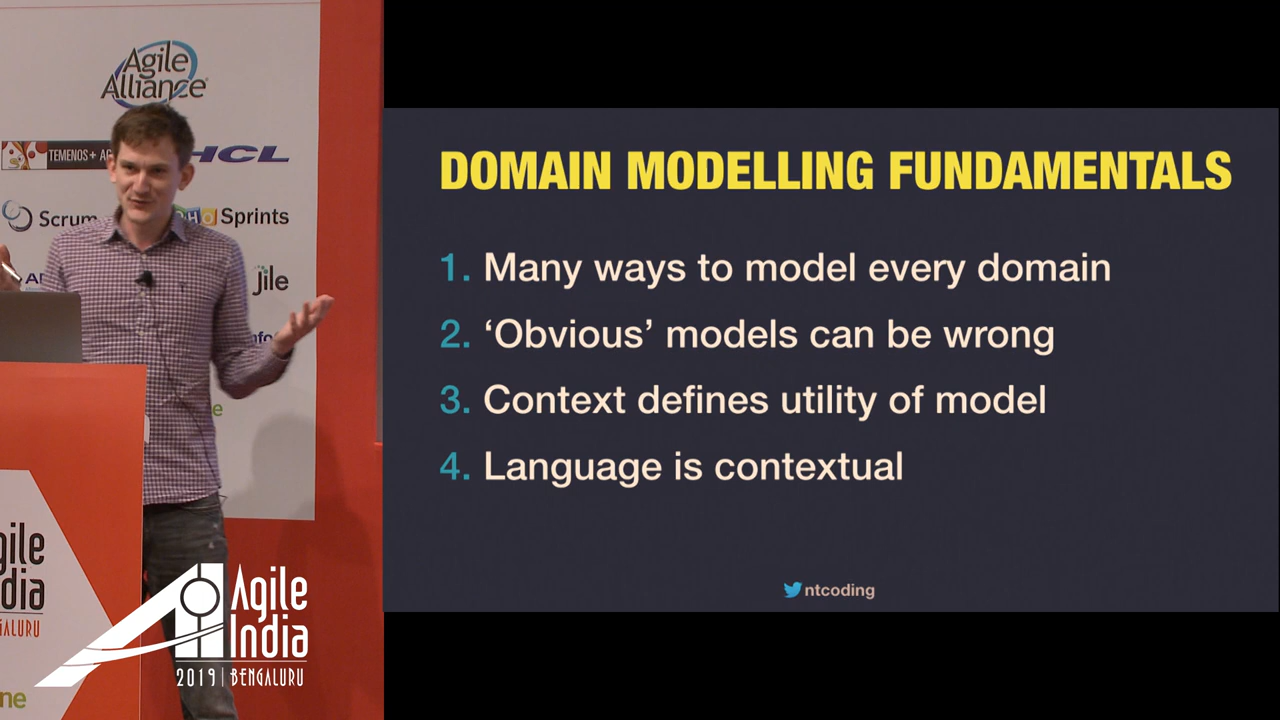 Agile
Alliance
TEMENOS+
HCL
Scrum
Sprints
jile
DOMAIN MODELLING FUNDAMENTALS
1. Many ways to model every domain
2. ‘Obvious’ models can be wrong
3. Context defines utility of model
4. Language is contextual
ntcoding
Agile
India
2019 | BENGALURU